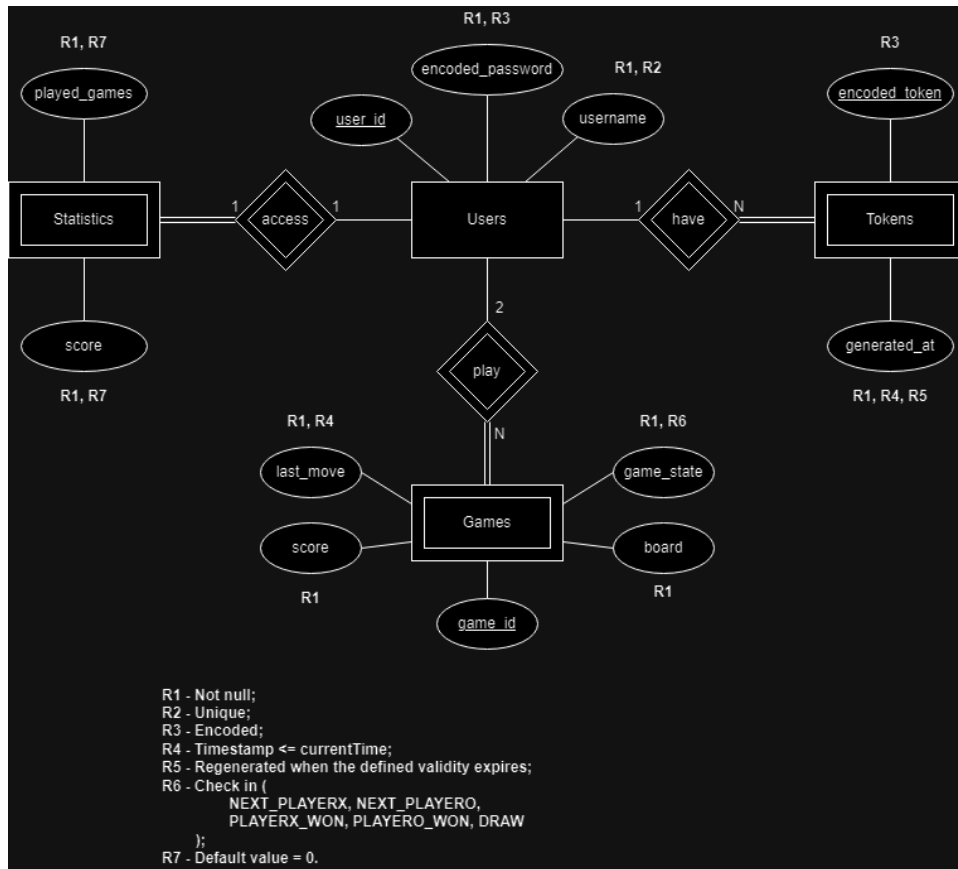 R1, R3
R1, R7
R3
encoded_password
R1, R2
played_games
encoded_token
user_id
username
Statistics
1
access
1
Users
1
have
N
Tokens
2
score
generated_at
play
R1, R7
R1, R4, R5
R1, R4
N
R1, R6
last_move
game_state
Games
score
board
R1
R1
game_id
R1 - Not null;
R2 - Unique;
R3 - Encoded;
R4 - Timestamp <= currentTime;
R5 - Regenerated when the defined validity expires;
R6 - Check in (
NEXT_PLAYERX, NEXT_PLAYERO,
PLAYERX_WON, PLAYERO_WON, DRAW
);
R7 - Default value = 0.